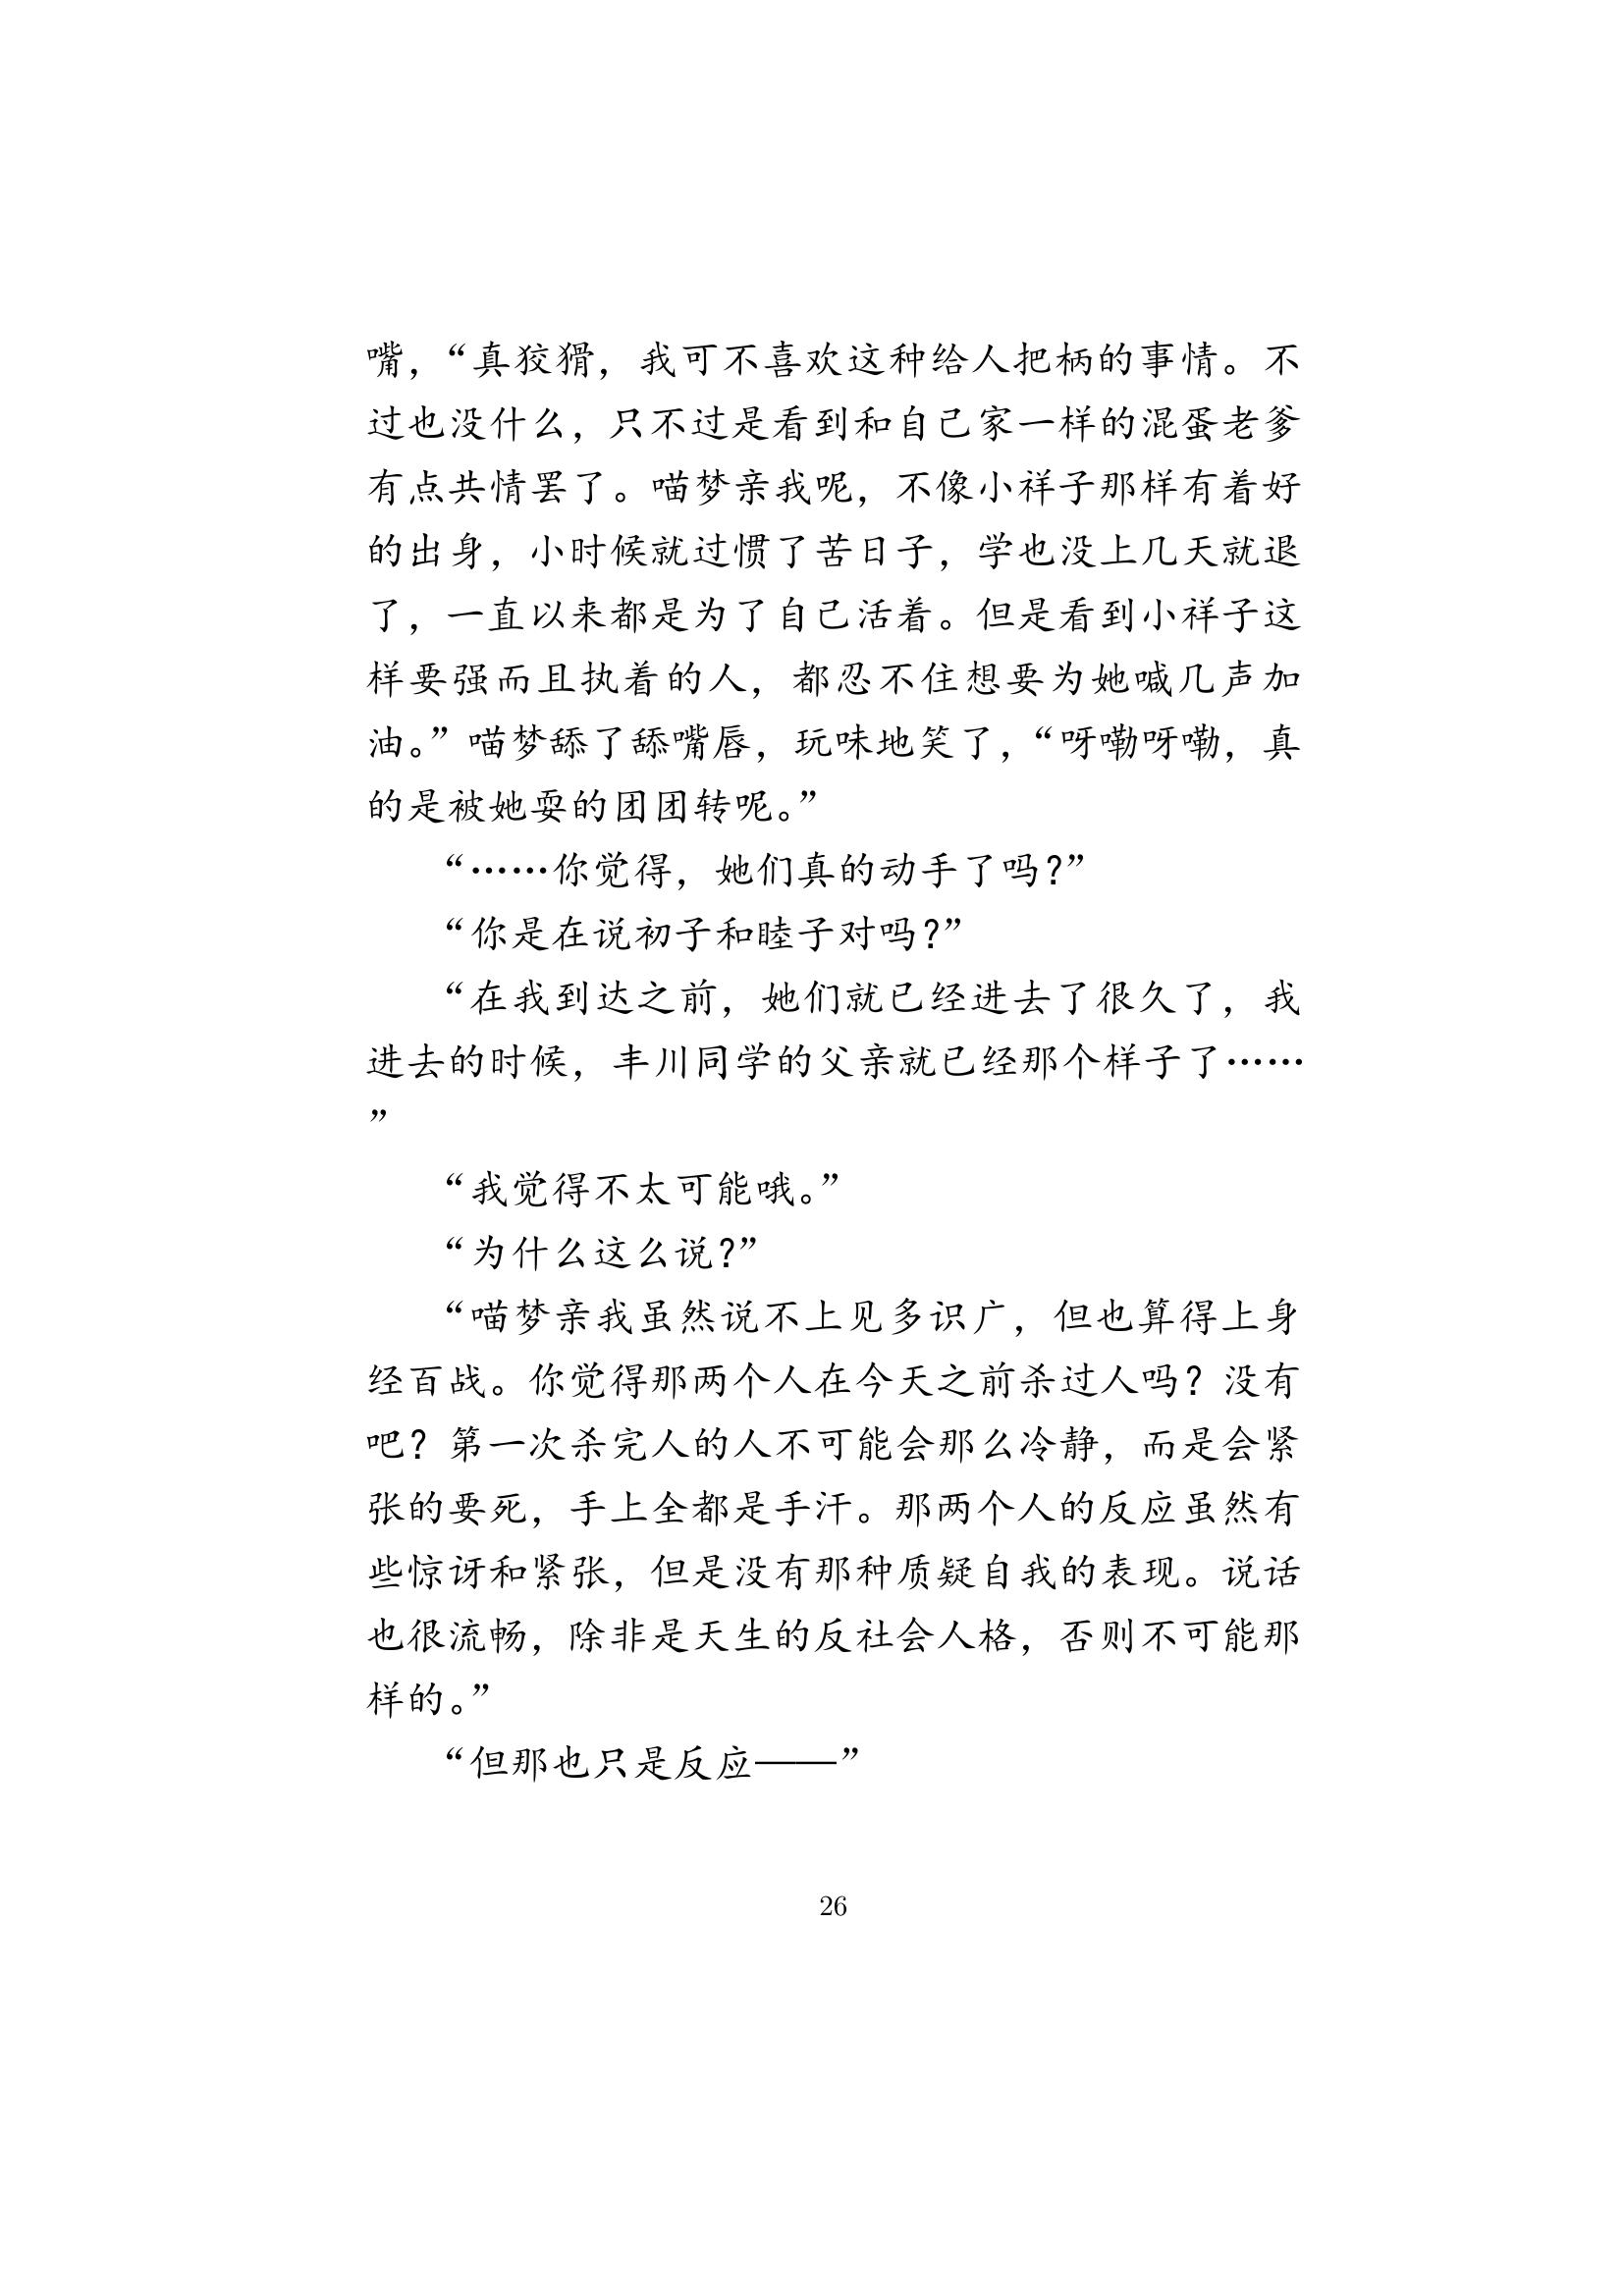 嘴，“真狡猾，我可不喜欢这种给人把柄的事情。不
过也没什么，只不过是看到和自己家一样的混蛋老爹
有点共情罢了。喵梦亲我呢，不像小祥子那样有着好
的出身，小时候就过惯了苦日子，学也没上几天就退
了，一直以来都是为了自己活着。但是看到小祥子这
样要强而且执着的人，都忍不住想要为她喊几声加
油。”喵梦舔了舔嘴唇，玩味地笑了，“呀嘞呀嘞，真
的是被她耍的团团转呢。”
“……你觉得，她们真的动手了吗？”
“你是在说初子和睦子对吗？”
“在我到达之前，她们就已经进去了很久了，我
进去的时候，丰川同学的父亲就已经那个样子了……
”
“我觉得不太可能哦。”
“为什么这么说？”
“喵梦亲我虽然说不上见多识广，但也算得上身
经百战。你觉得那两个人在今天之前杀过人吗？没有
吧？第一次杀完人的人不可能会那么冷静，而是会紧
张的要死，手上全都是手汗。那两个人的反应虽然有
些惊讶和紧张，但是没有那种质疑自我的表现。说话
也很流畅，除非是天生的反社会人格，否则不可能那
样的。”
“但那也只是反应——”
26